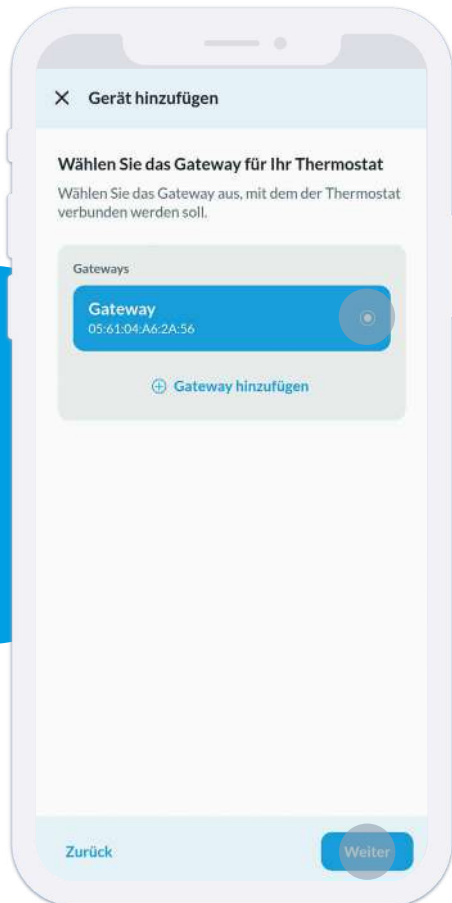 Gerät hinzufügen
Wählen Sie das Gateway für Ihr Thermostat
Wählen Sie das Gateway aus, mit dem der Thermostat
verbunden werden soll.
Gateways
Gateway
05:61:04:A6:2A:56
Gateway hinzufügen
Zurück
Weiter